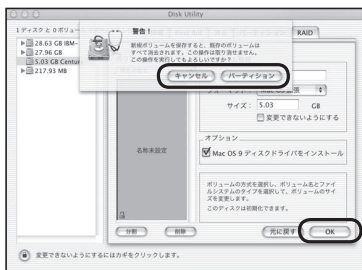 Disk Utility
1 ディスク と 0 ボリュー
28.63 GB IBM-
27.96 GB
5.03 GB Centur
217.93 MB
警告！
新規ボリュームを保存すると、既存のボリュームは
すべて消去されます。この操作は取り消せません。
この操作を実行してもよろしいですか？
キャンセル
パーティション
RAID
サイズ： 5.03 GB
変更できないようにする
オプション
Mac OS 9 ディスクドライバをインストール
名称未設定
ボリュームの方式を選択し、ボリューム名とファイ
ルシステムのタイプを選択して、ボリュームのサイ
ズを変更します。
このディスクは初期化できます。
分割
削除
元に戻す
OK
変更できないようにするにはカギをクリックします。